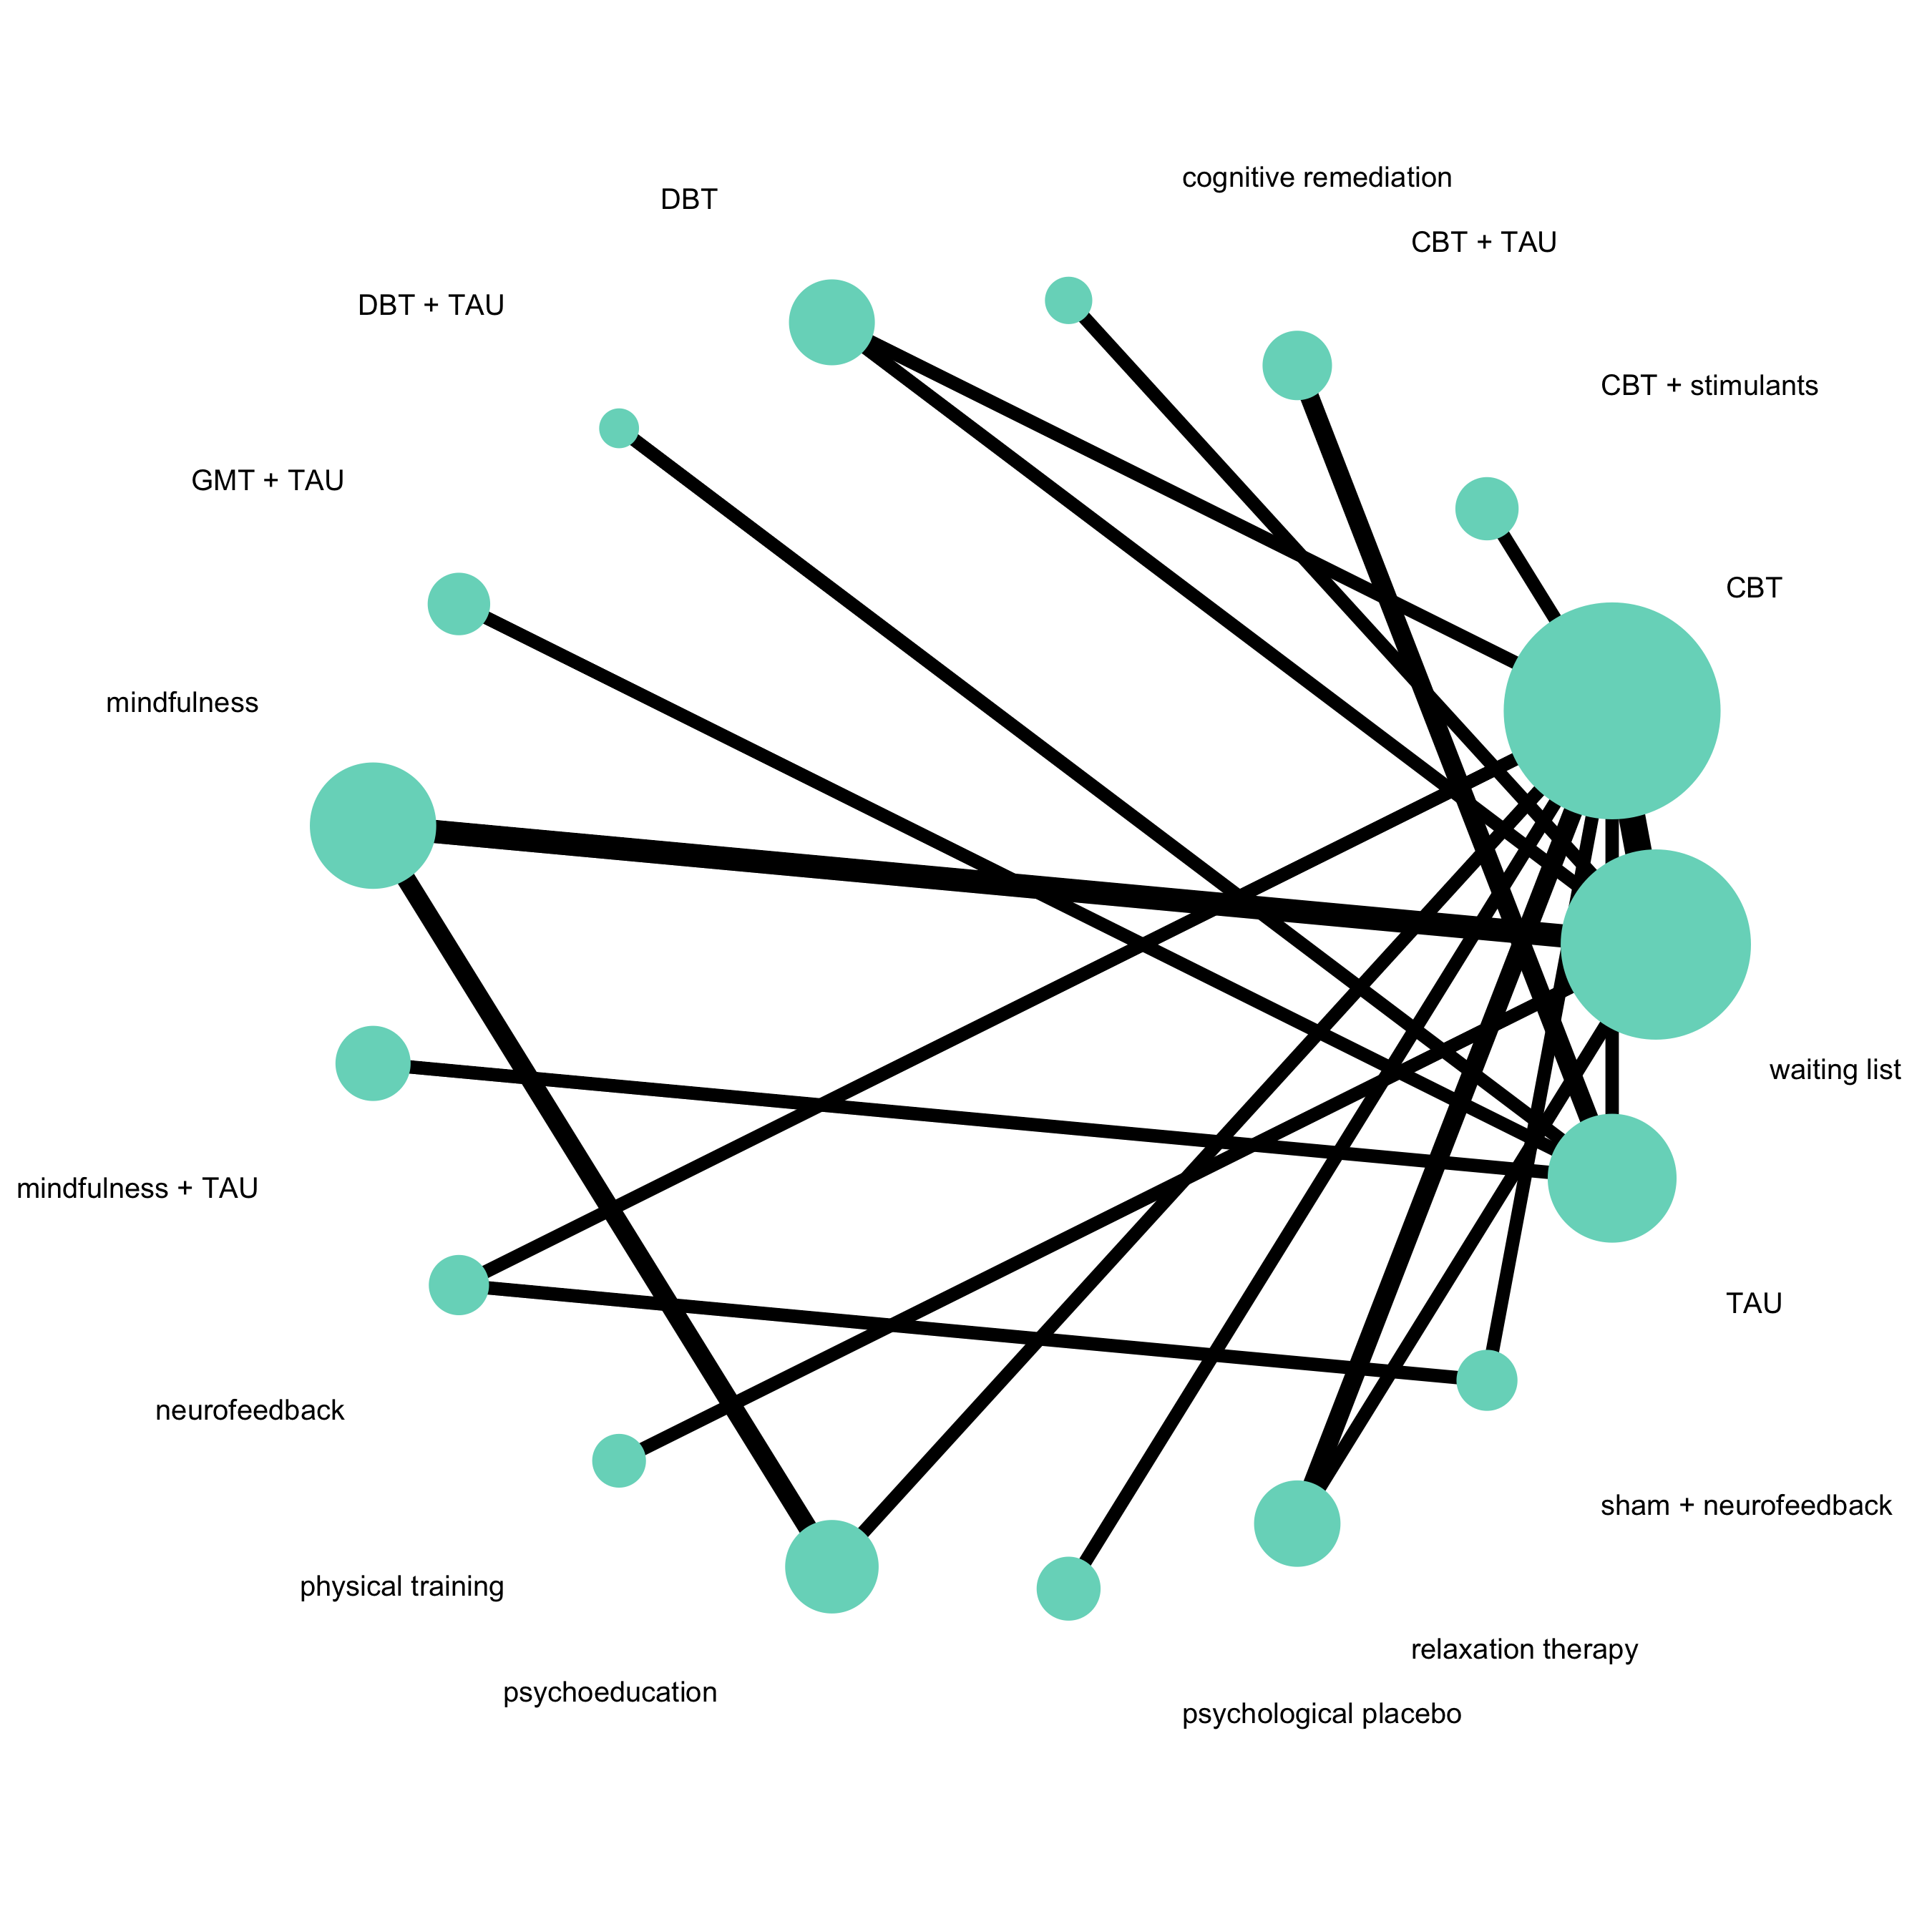 cognitive remediation
DBT
CBT + TAU
DBT + TAU
CBT + stimulants
GMT + TAU
CBT
mindfulness
waiting list
mindfulness + TAU
TAU
neurofeedback
sham + neurofeedback
physical training
relaxation therapy
psychoeducation
psychological placebo